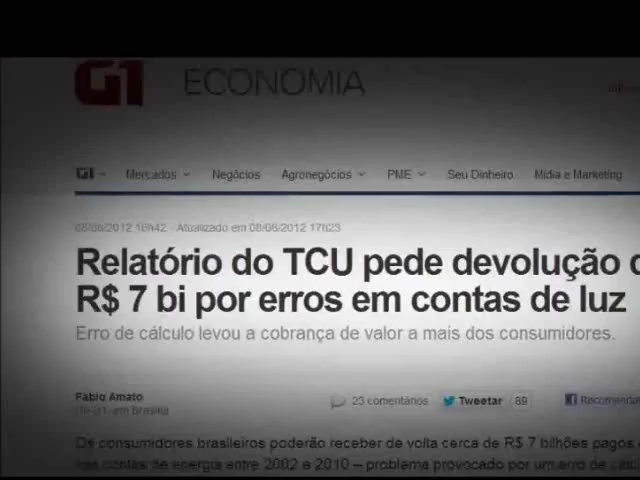 G1 ECONOMIA
G1 Mercados Negócios Agronegócios PME Seu Dinheiro Mídia e Marketing
08/08/2012 16h42 - Atualizado em 08/08/2012 17h23
Relatório do TCU pede devolução
R$ 7 bi por erros em contas de luz
Erro de cálculo levou a cobrança de valor a mais dos consumidores.
Fabio Amato
Do G1, em Brasília
23 comentários Tweetar 89
Os consumidores brasileiros poderão receber de volta cerca de R$ 7 bilhões pagos
nas contas de energia entre 2002 e 2010 – problema provocado por um erro de